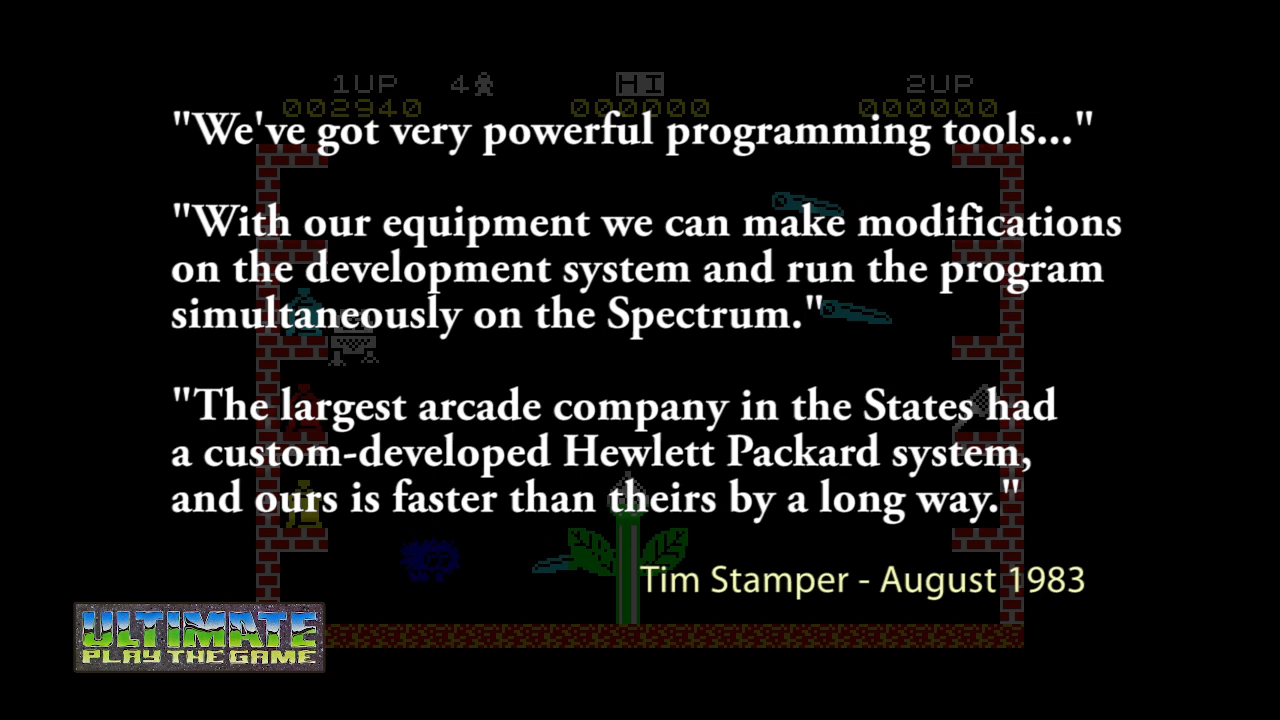 1UP 4 HI 2UP
002940 000000 000000
"We've got very powerful programming tools..."
"With our equipment we can make modifications
on the development system and run the program
simultaneously on the Spectrum."
"The largest arcade company in the States had
a custom-developed Hewlett Packard system,
and ours is faster than theirs by a long way."
Tim Stamper - August 1983
ULTIMATE
PLAY THE GAME